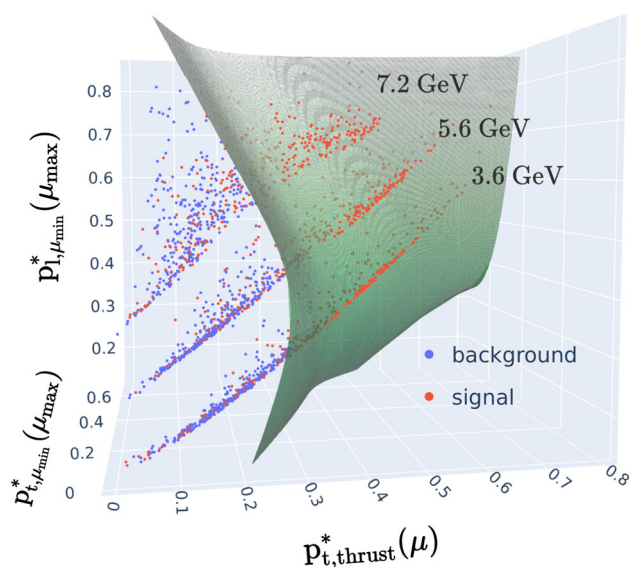 7.2 GeV
5.6 GeV
3.6 GeV
0.8
0.7
0.6
0.5
0.4
0.3
0.2
p*l,μmin(μmax)
0.6
0.4
0.2
0
p*t,μmin(μmax)
background
signal
0 0.1 0.2 0.3 0.4 0.5 0.6 0.7 0.8
p*t,thrust(μ)